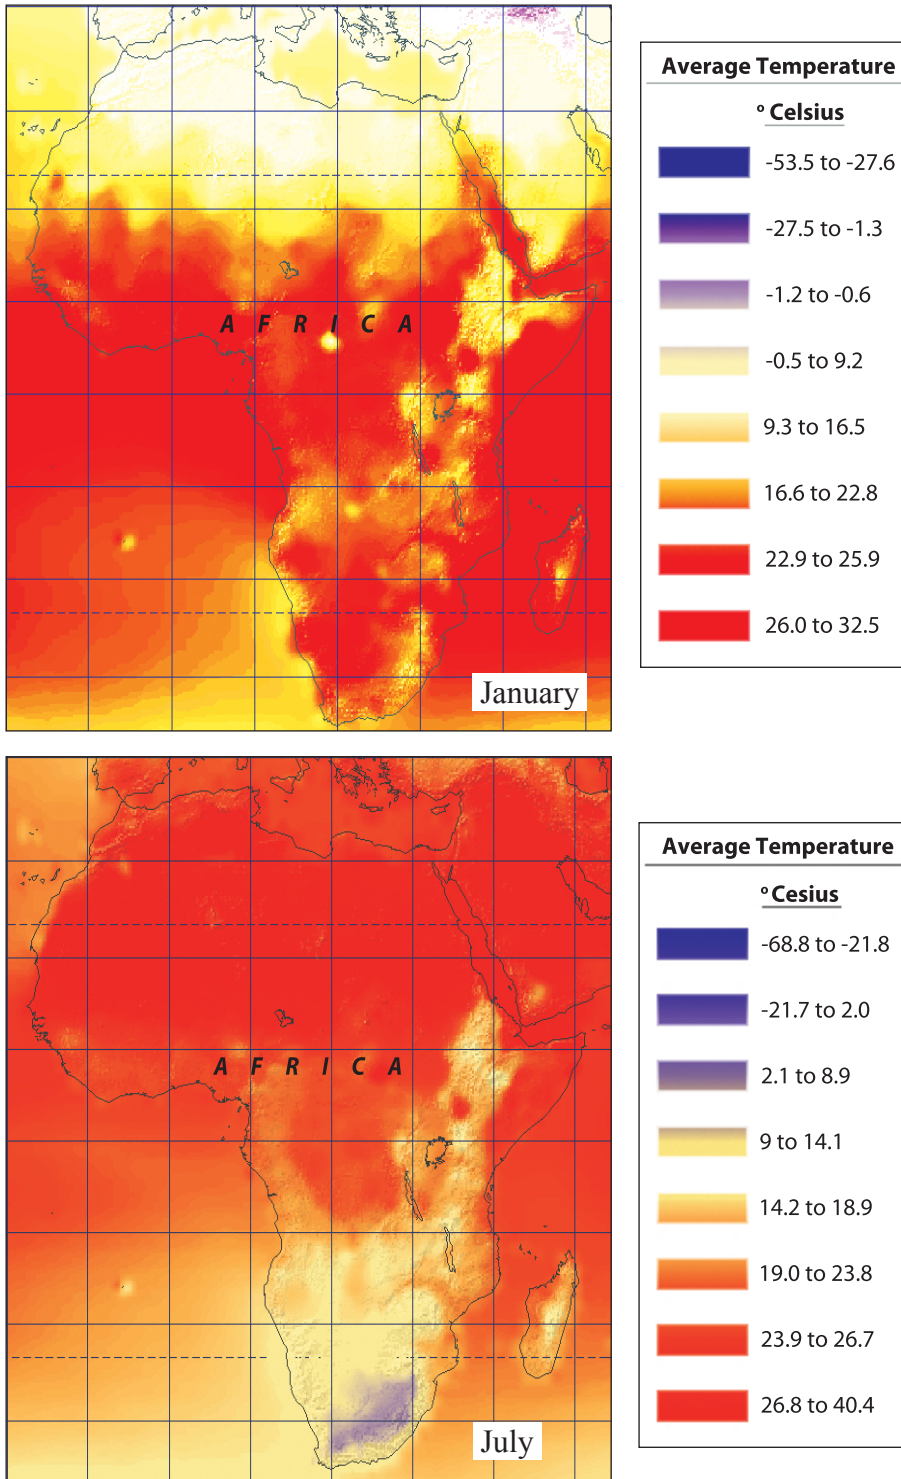 A F R I C A
January
Average Temperature
° Celsius
-53.5 to -27.6
-27.5 to -1.3
-1.2 to -0.6
-0.5 to 9.2
9.3 to 16.5
16.6 to 22.8
22.9 to 25.9
26.0 to 32.5
A F R I C A
July
Average Temperature
° Cesius
-68.8 to -21.8
-21.7 to 2.0
2.1 to 8.9
9 to 14.1
14.2 to 18.9
19.0 to 23.8
23.9 to 26.7
26.8 to 40.4